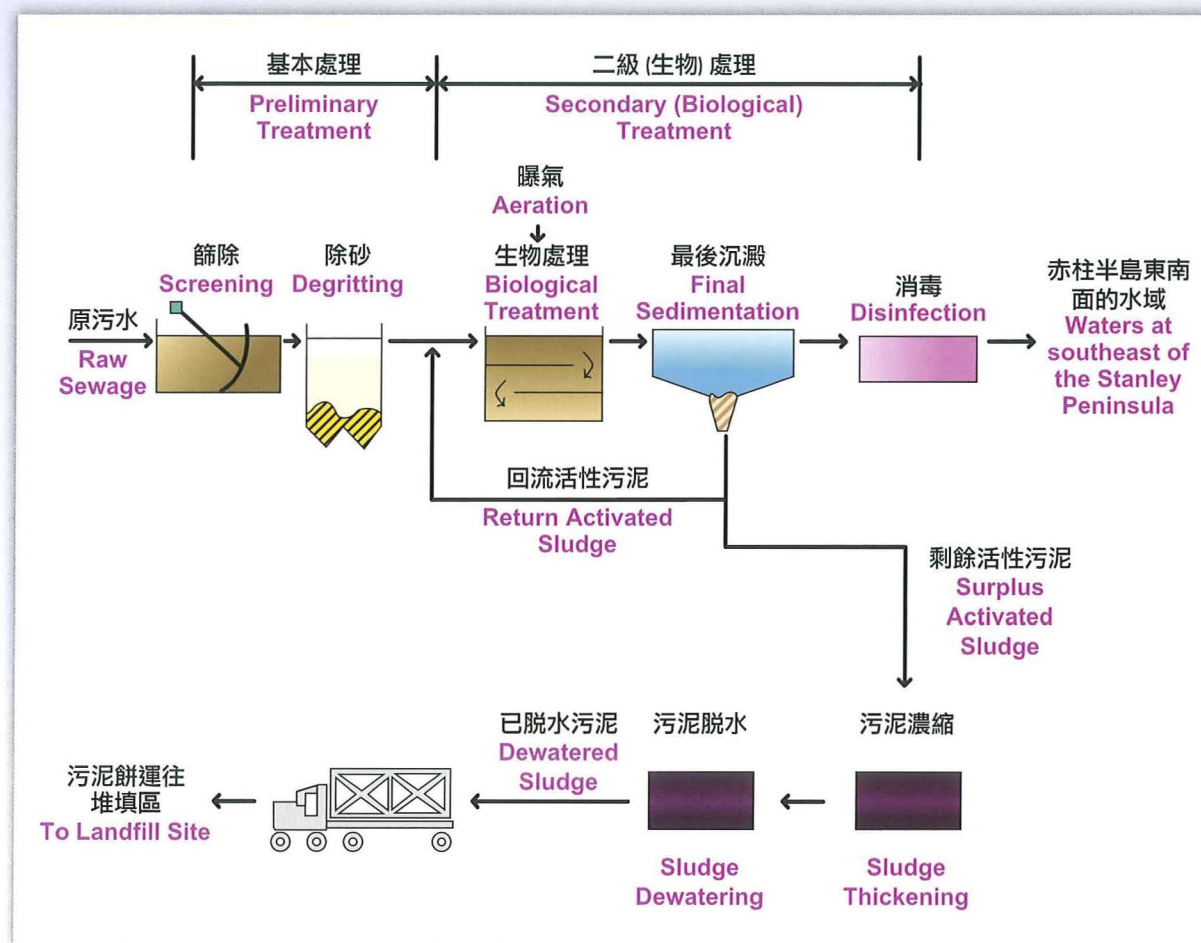 基本處理
Preliminary
Treatment
二級 (生物) 處理
Secondary (Biological)
Treatment
曝氣
Aeration
篩除
Screening
除砂
Degritting
生物處理
Biological
Treatment
最後沉澱
Final
Sedimentation
消毒
Disinfection
赤柱半島東南
面的水域
Waters at
southeast of
the Stanley
Peninsula
原污水
Raw
Sewage
回流活性污泥
Return Activated
Sludge
剩餘活性污泥
Surplus
Activated
Sludge
污泥濃縮
Sludge
Thickening
污泥脫水
Sludge
Dewatering
已脫水污泥
Dewatered
Sludge
污泥餅運往
堆填區
To Landfill Site